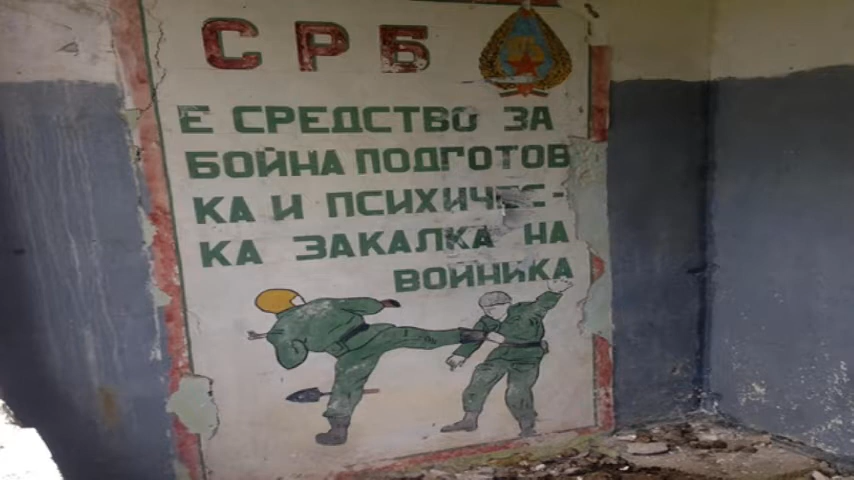 СРБ
Е СРЕДСТВО ЗА
БОЙНА ПОДГОТОВ
КА И ПСИХИЧЕС-
КА ЗАКАЛКА НА
ВОЙНИКА